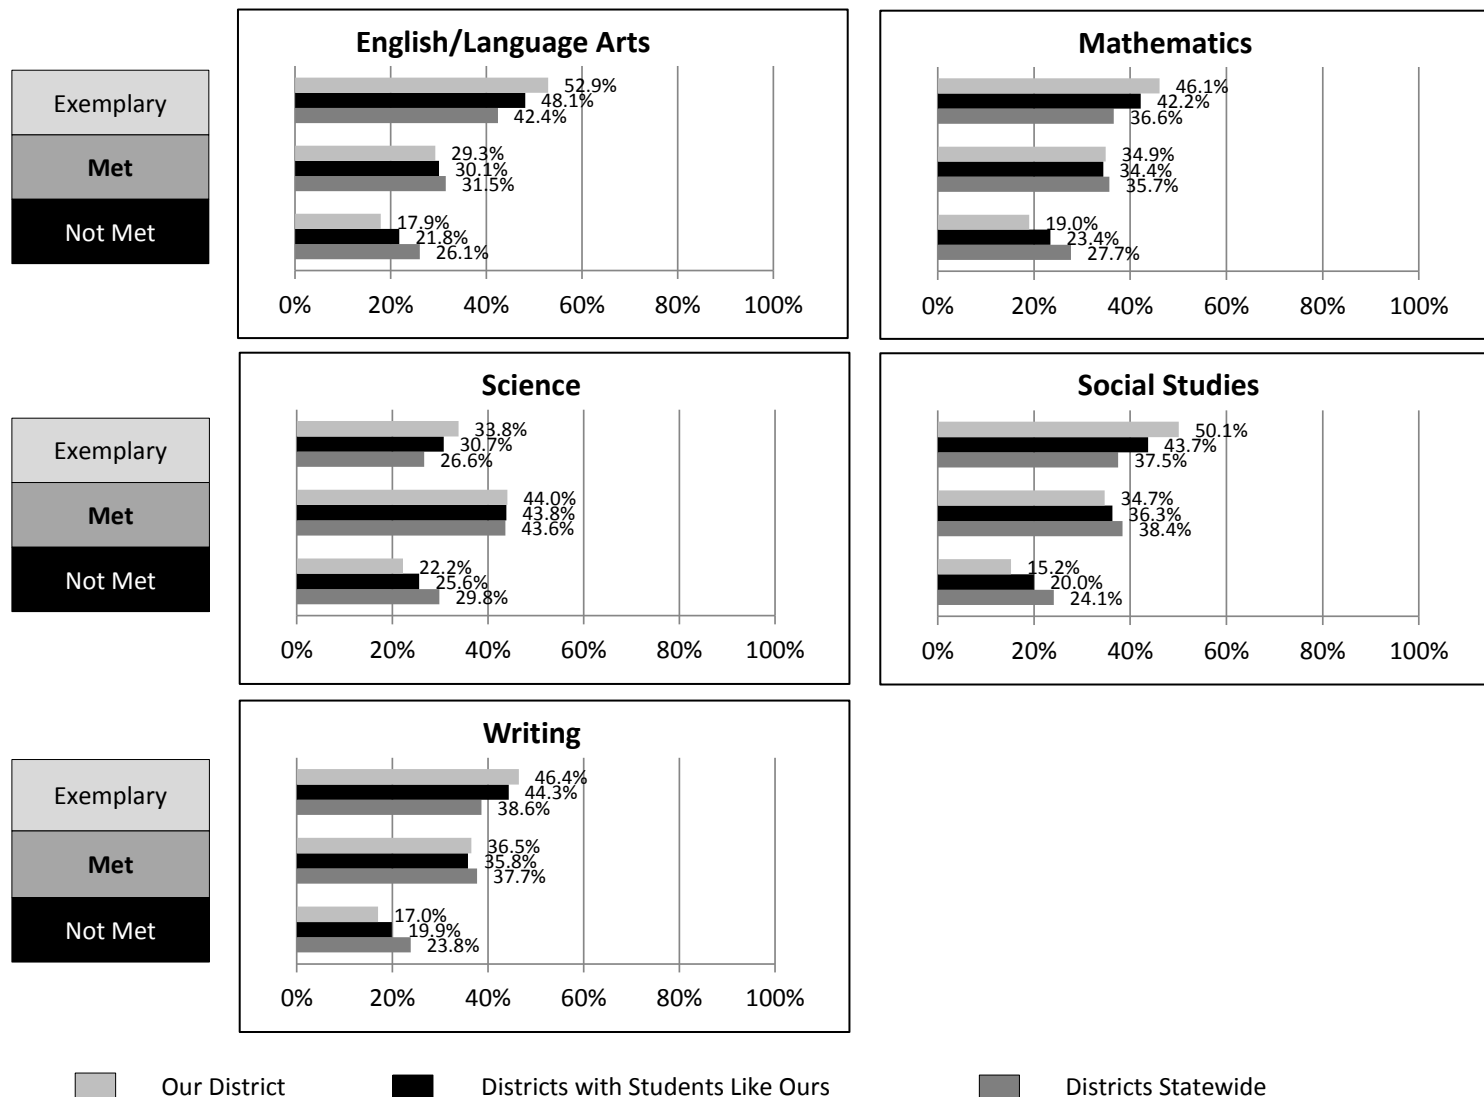 English/Language Arts
Exemplary
Met
Not Met
52.9%
48.1%
42.4%
29.3%
30.1%
31.5%
17.9%
21.8%
26.1%
0% 20% 40% 60% 80% 100%
Mathematics
46.1%
42.2%
36.6%
34.9%
34.4%
35.7%
19.0%
23.4%
27.7%
0% 20% 40% 60% 80% 100%
Science
Exemplary
Met
Not Met
33.8%
30.7%
26.6%
44.0%
43.8%
43.6%
22.2%
25.6%
29.8%
0% 20% 40% 60% 80% 100%
Social Studies
50.1%
43.7%
37.5%
34.7%
36.3%
38.4%
15.2%
20.0%
24.1%
0% 20% 40% 60% 80% 100%
Writing
Exemplary
Met
Not Met
46.4%
44.3%
38.6%
36.5%
35.8%
37.7%
17.0%
19.9%
23.8%
0% 20% 40% 60% 80% 100%
Our District Districts with Students Like Ours Districts Statewide